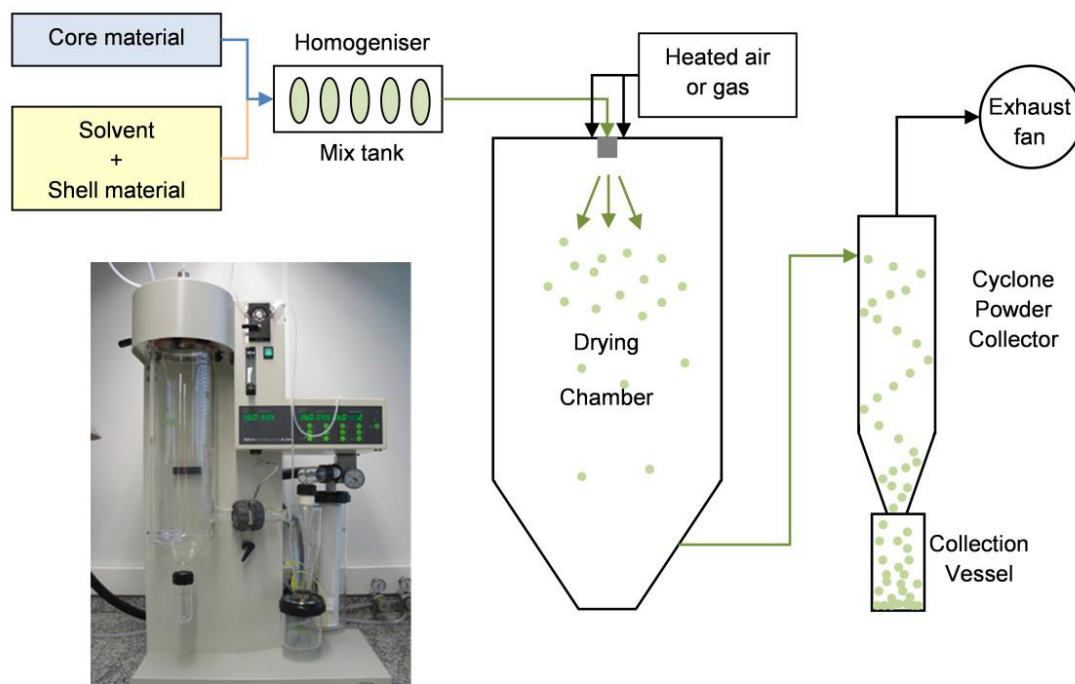 Core material
Solvent
+
Shell material
Homogeniser
Mix tank
Heated air
or gas
Exhaust
fan
Drying
Chamber
Cyclone
Powder
Collector
Collection
Vessel